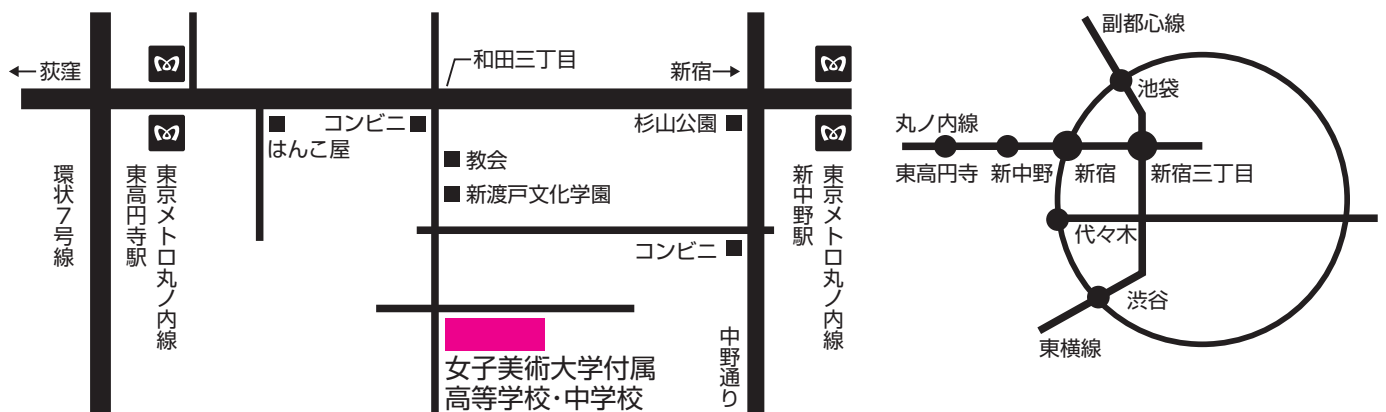 ←荻窪
和田三丁目
新宿→
はんこ屋
コンビニ
杉山公園
教会
新渡戸文化学園
コンビニ
環状7号線
東京メトロ丸ノ内線
東高円寺駅
東京メトロ丸ノ内線
新中野駅
中野通り
女子美術大学付属
高等学校・中学校
副都心線
池袋
丸ノ内線
東高円寺
新中野
新宿
新宿三丁目
代々木
渋谷
東横線